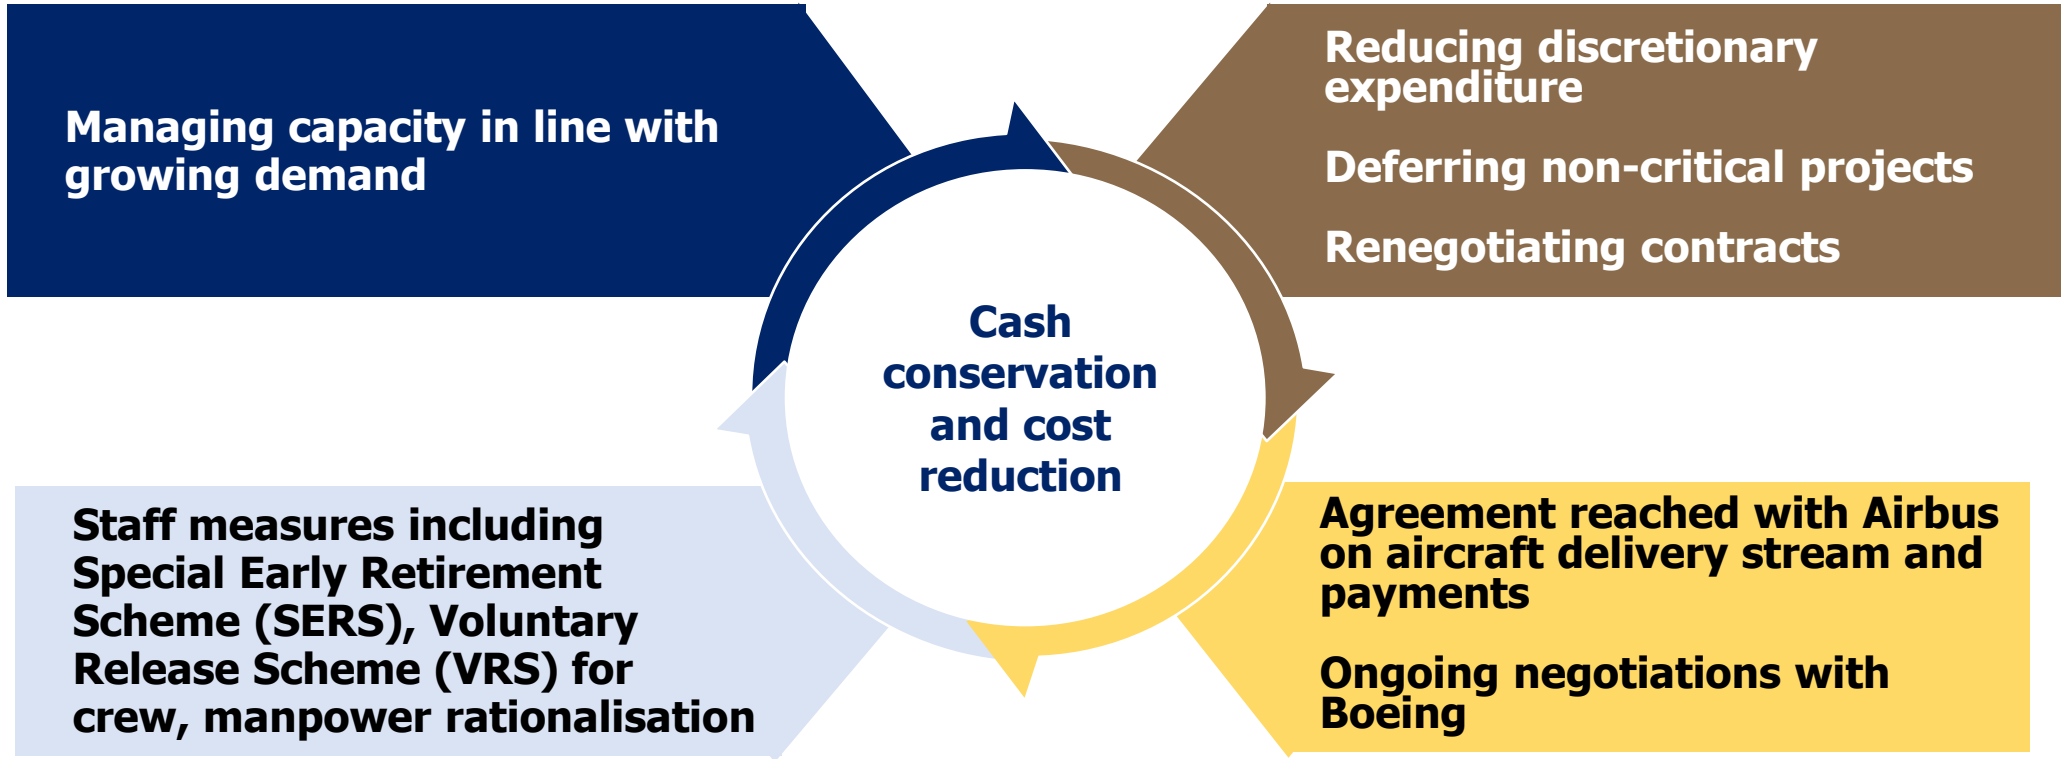 Managing capacity in line with
growing demand
Reducing discretionary
expenditure
Deferring non-critical projects
Renegotiating contracts
Cash
conservation
and cost
reduction
Staff measures including
Special Early Retirement
Scheme (SERS), Voluntary
Release Scheme (VRS) for
crew, manpower rationalisation
Agreement reached with Airbus
on aircraft delivery stream and
payments
Ongoing negotiations with
Boeing